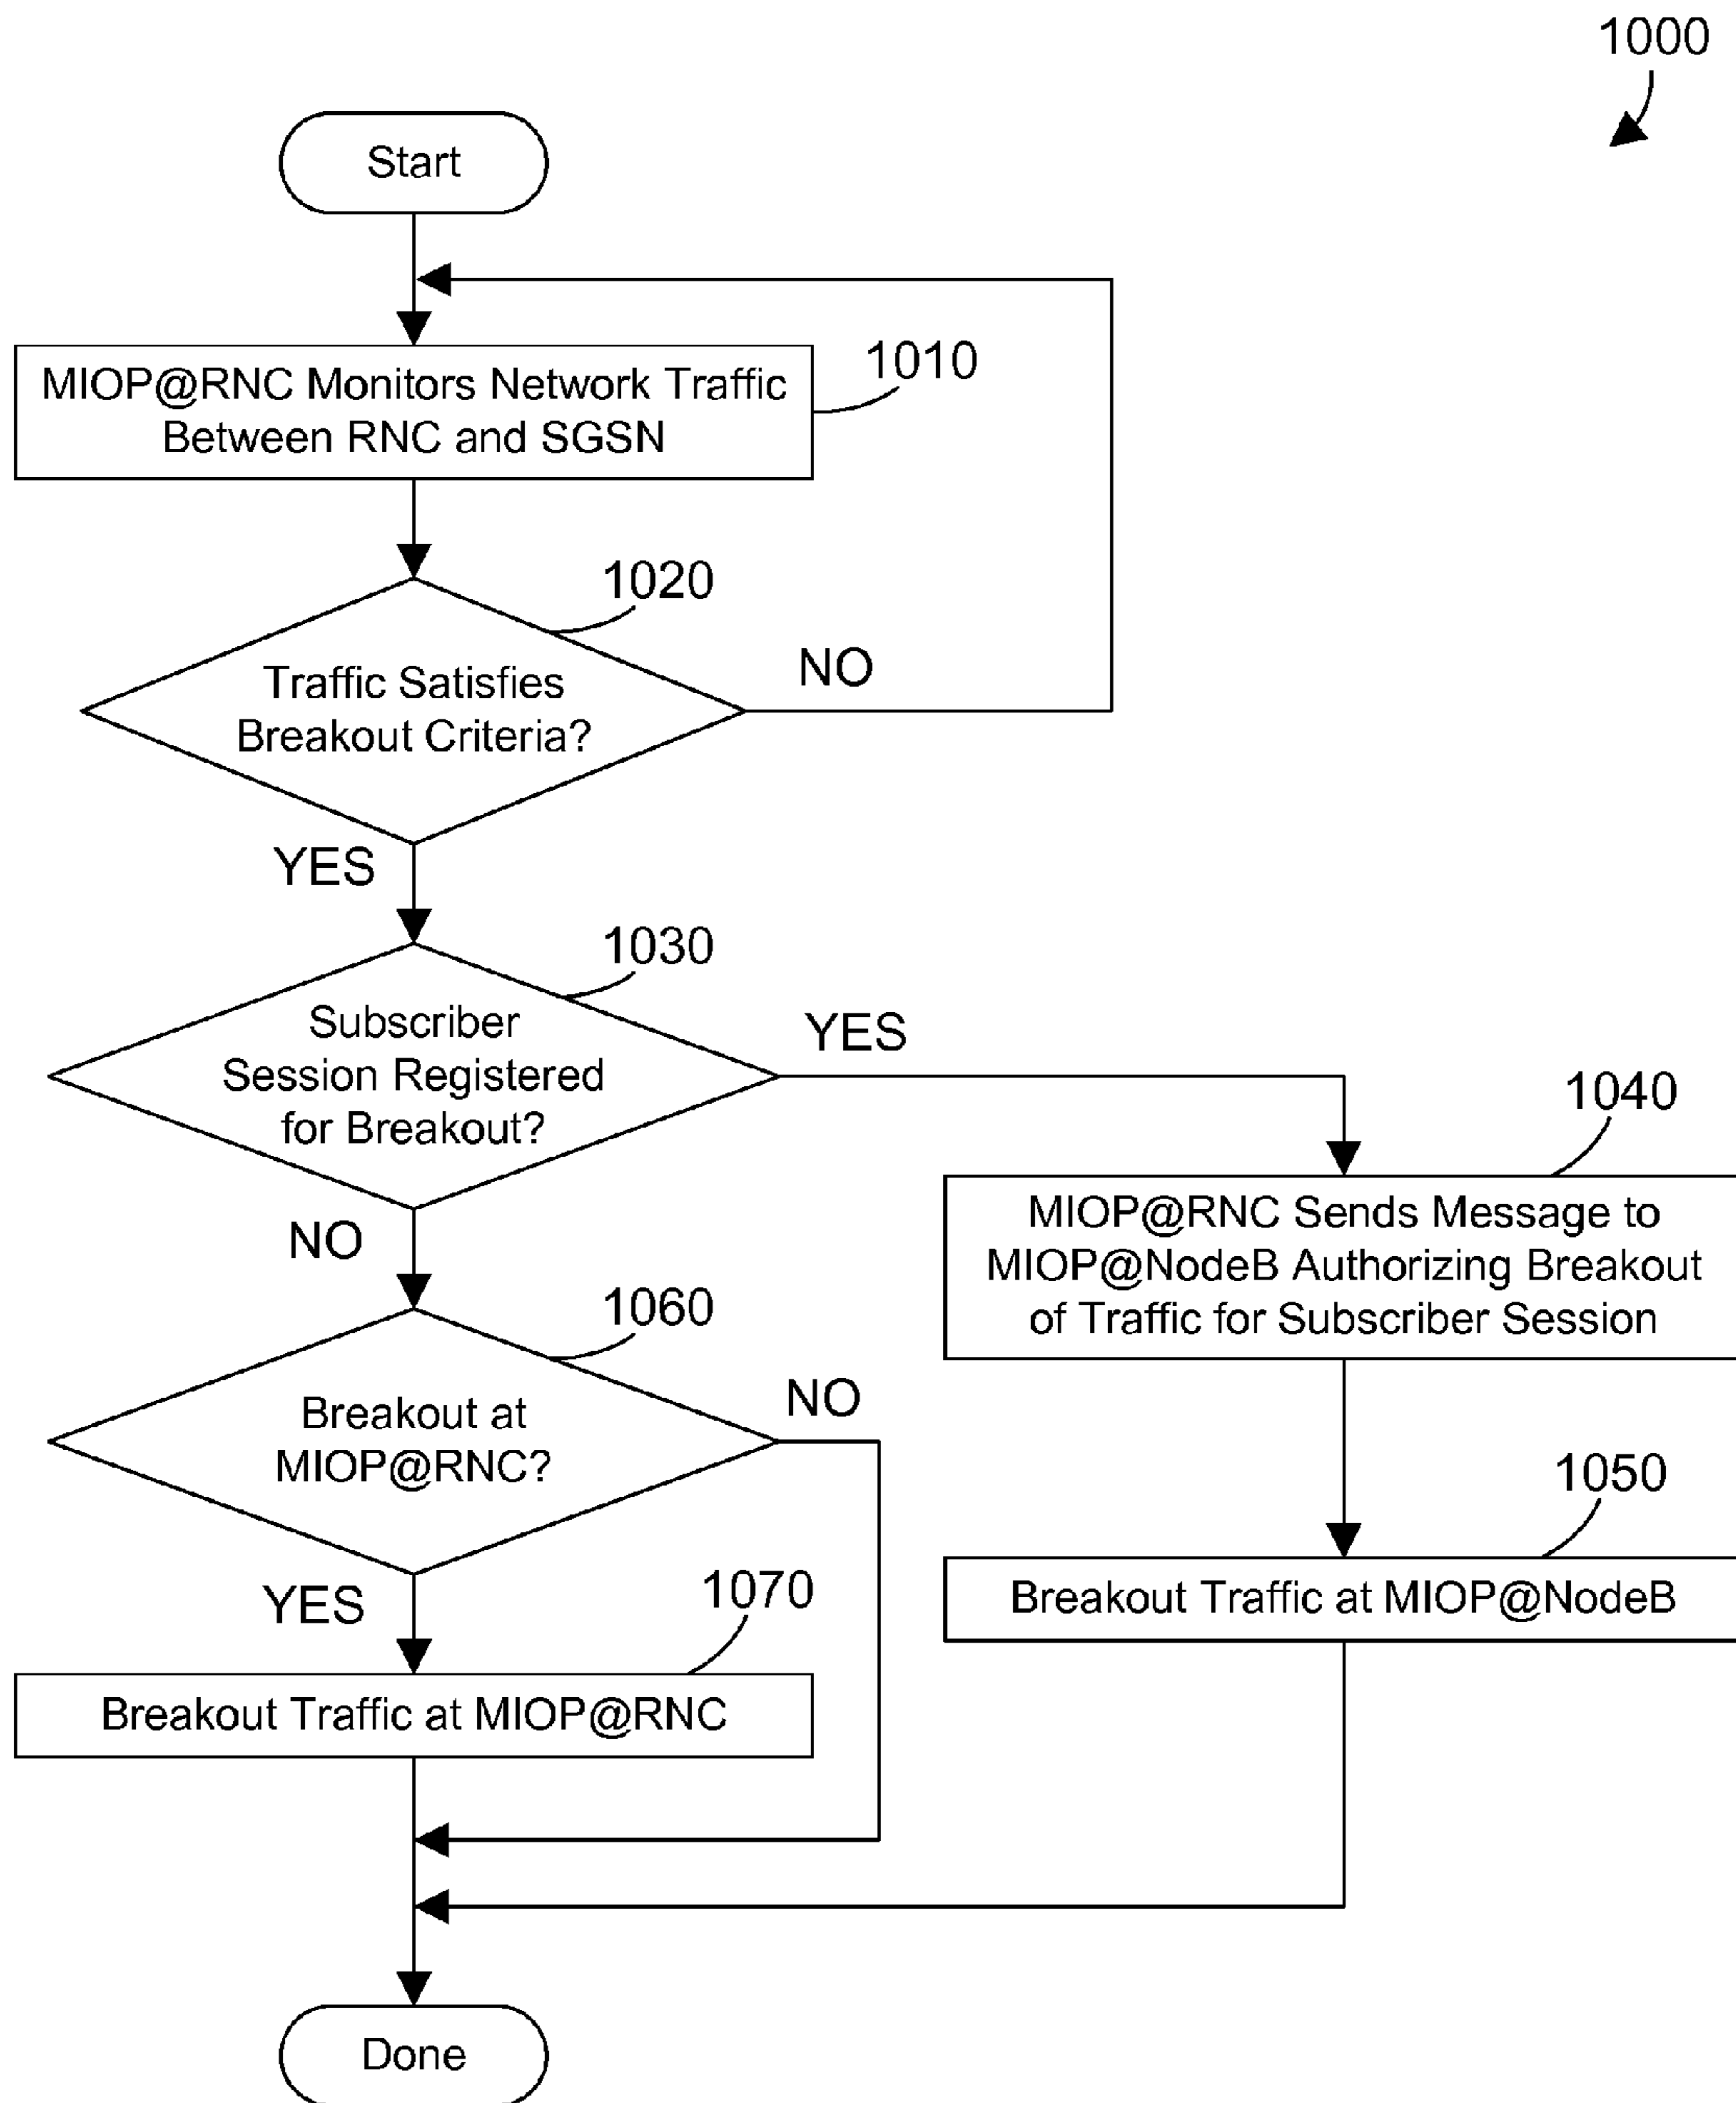 1000
Start
MIOP@RNC Monitors Network Traffic
Between RNC and SGSN
1010
1020
Traffic Satisfies
Breakout Criteria?
NO
YES
1030
Subscriber
Session Registered
for Breakout?
YES
NO
1040
MIOP@RNC Sends Message to
MIOP@NodeB Authorizing Breakout
of Traffic for Subscriber Session
1060
Breakout at
MIOP@RNC?
NO
YES
1050
Breakout Traffic at MIOP@NodeB
1070
Breakout Traffic at MIOP@RNC
Done